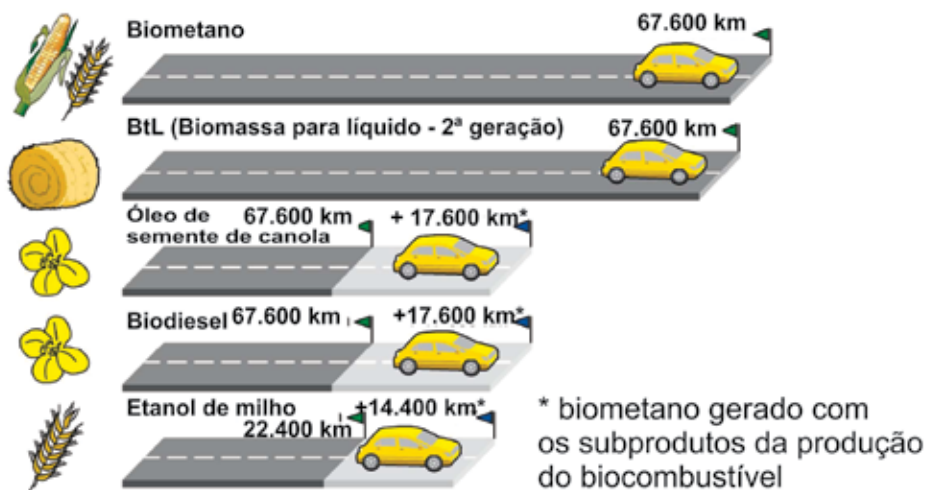 Biometano
67.600 km
BtL (Biomassa para líquido - 2ª geração)
67.600 km
Óleo de
semente de canola
67.600 km
+ 17.600 km*
Biodiesel
67.600 km
+17.600 km*
Etanol de milho
22.400 km
+14.400 km*
* biometano gerado com
os subprodutos da produção
do biocombustível